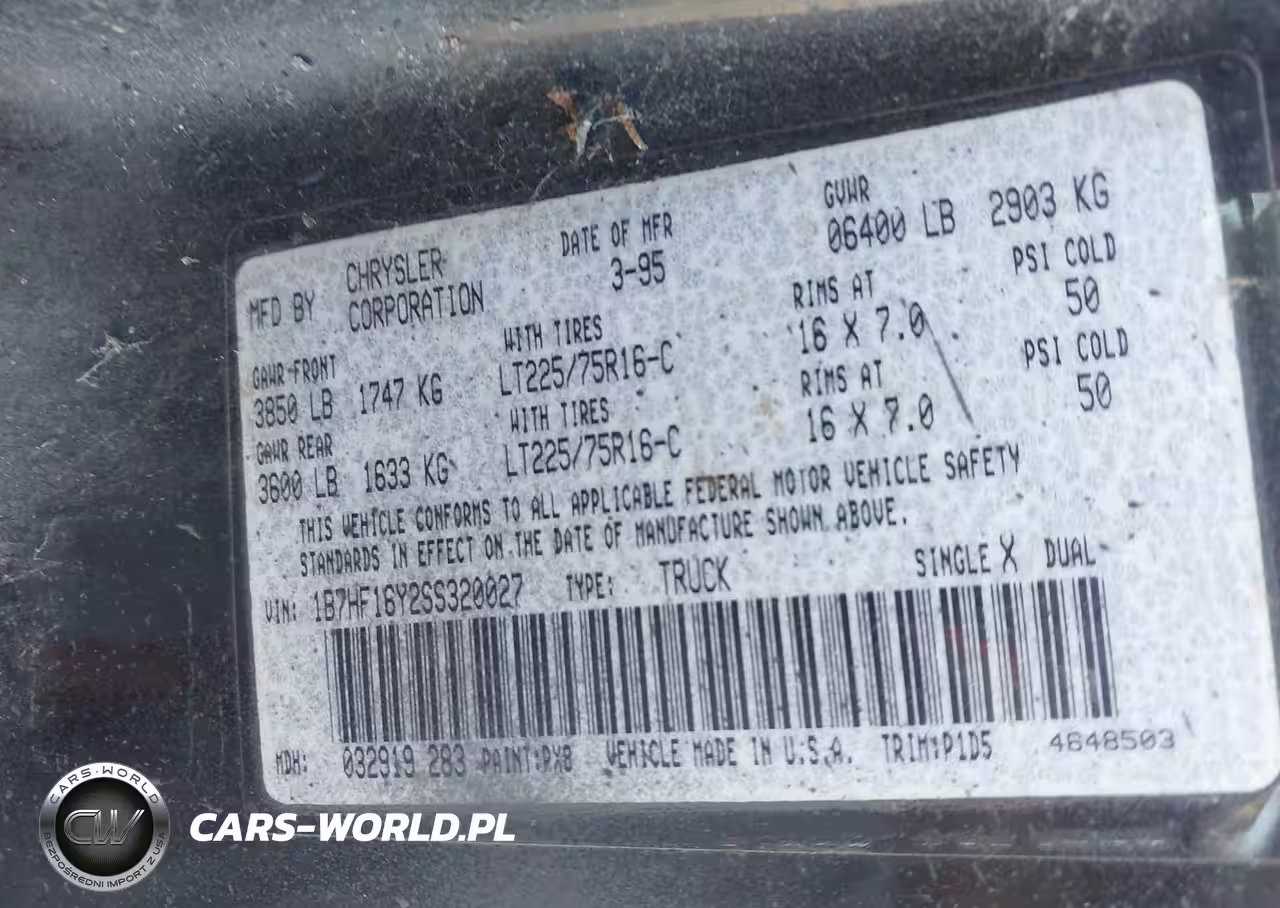 MFD BY CHRYSLER CORPORATION
DATE OF MFR 3-95
GVWR 06400 LB 2903 KG
GAWR-FRONT 3850 LB 1747 KG
WITH TIRES LT225/75R16-C
RIMS AT 16 X 7.0
PSI COLD 50
GAWR REAR 3600 LB 1633 KG
WITH TIRES LT225/75R16-C
RIMS AT 16 X 7.0
PSI COLD 50
THIS VEHICLE CONFORMS TO ALL APPLICABLE FEDERAL MOTOR VEHICLE SAFETY
STANDARDS IN EFFECT ON THE DATE OF MANUFACTURE SHOWN ABOVE.
VIN: 1B7HF16Y2SS320027 TYPE: TRUCK SINGLE X DUAL
MDH: 032919 283 PAINT:PX8 VEHICLE MADE IN U.S.A. TRIM:P1D5 4648503
CARS-WORLD
CW
BEZPOŚREDNI IMPORT Z USA
CARS-WORLD.PL